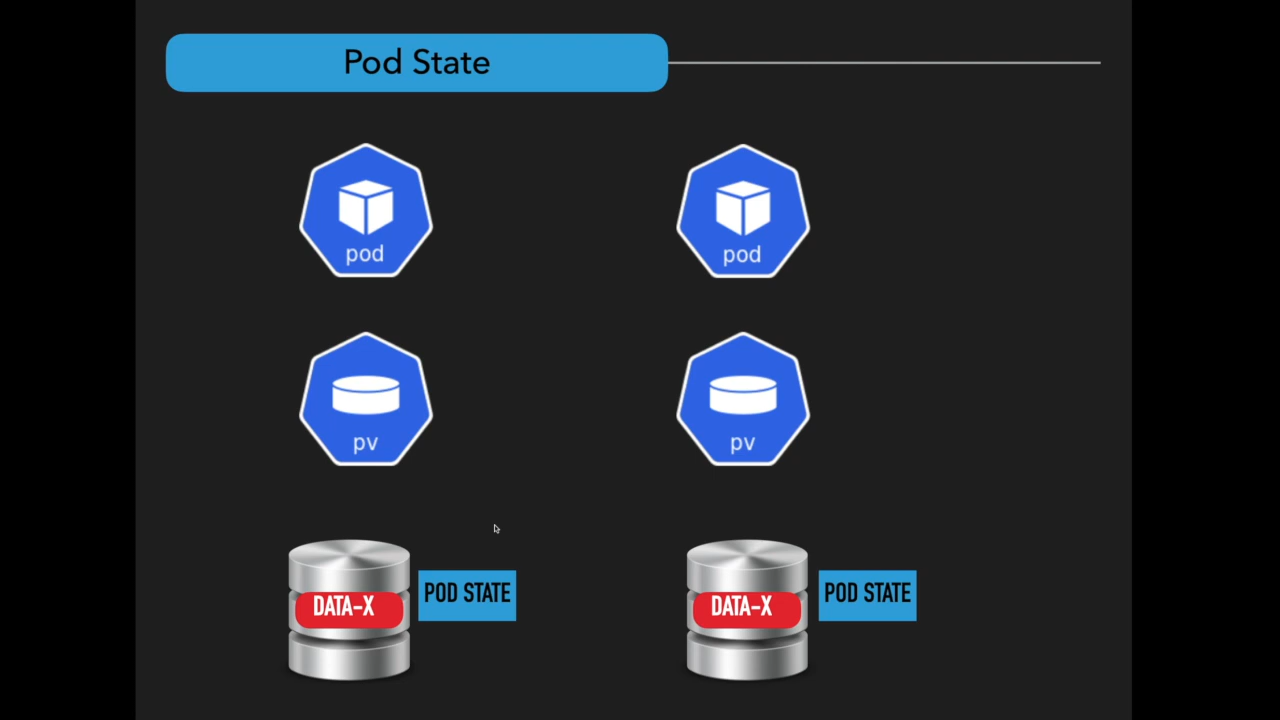 Pod State
pod
pod
pv
pv
DATA-X
POD STATE
DATA-X
POD STATE